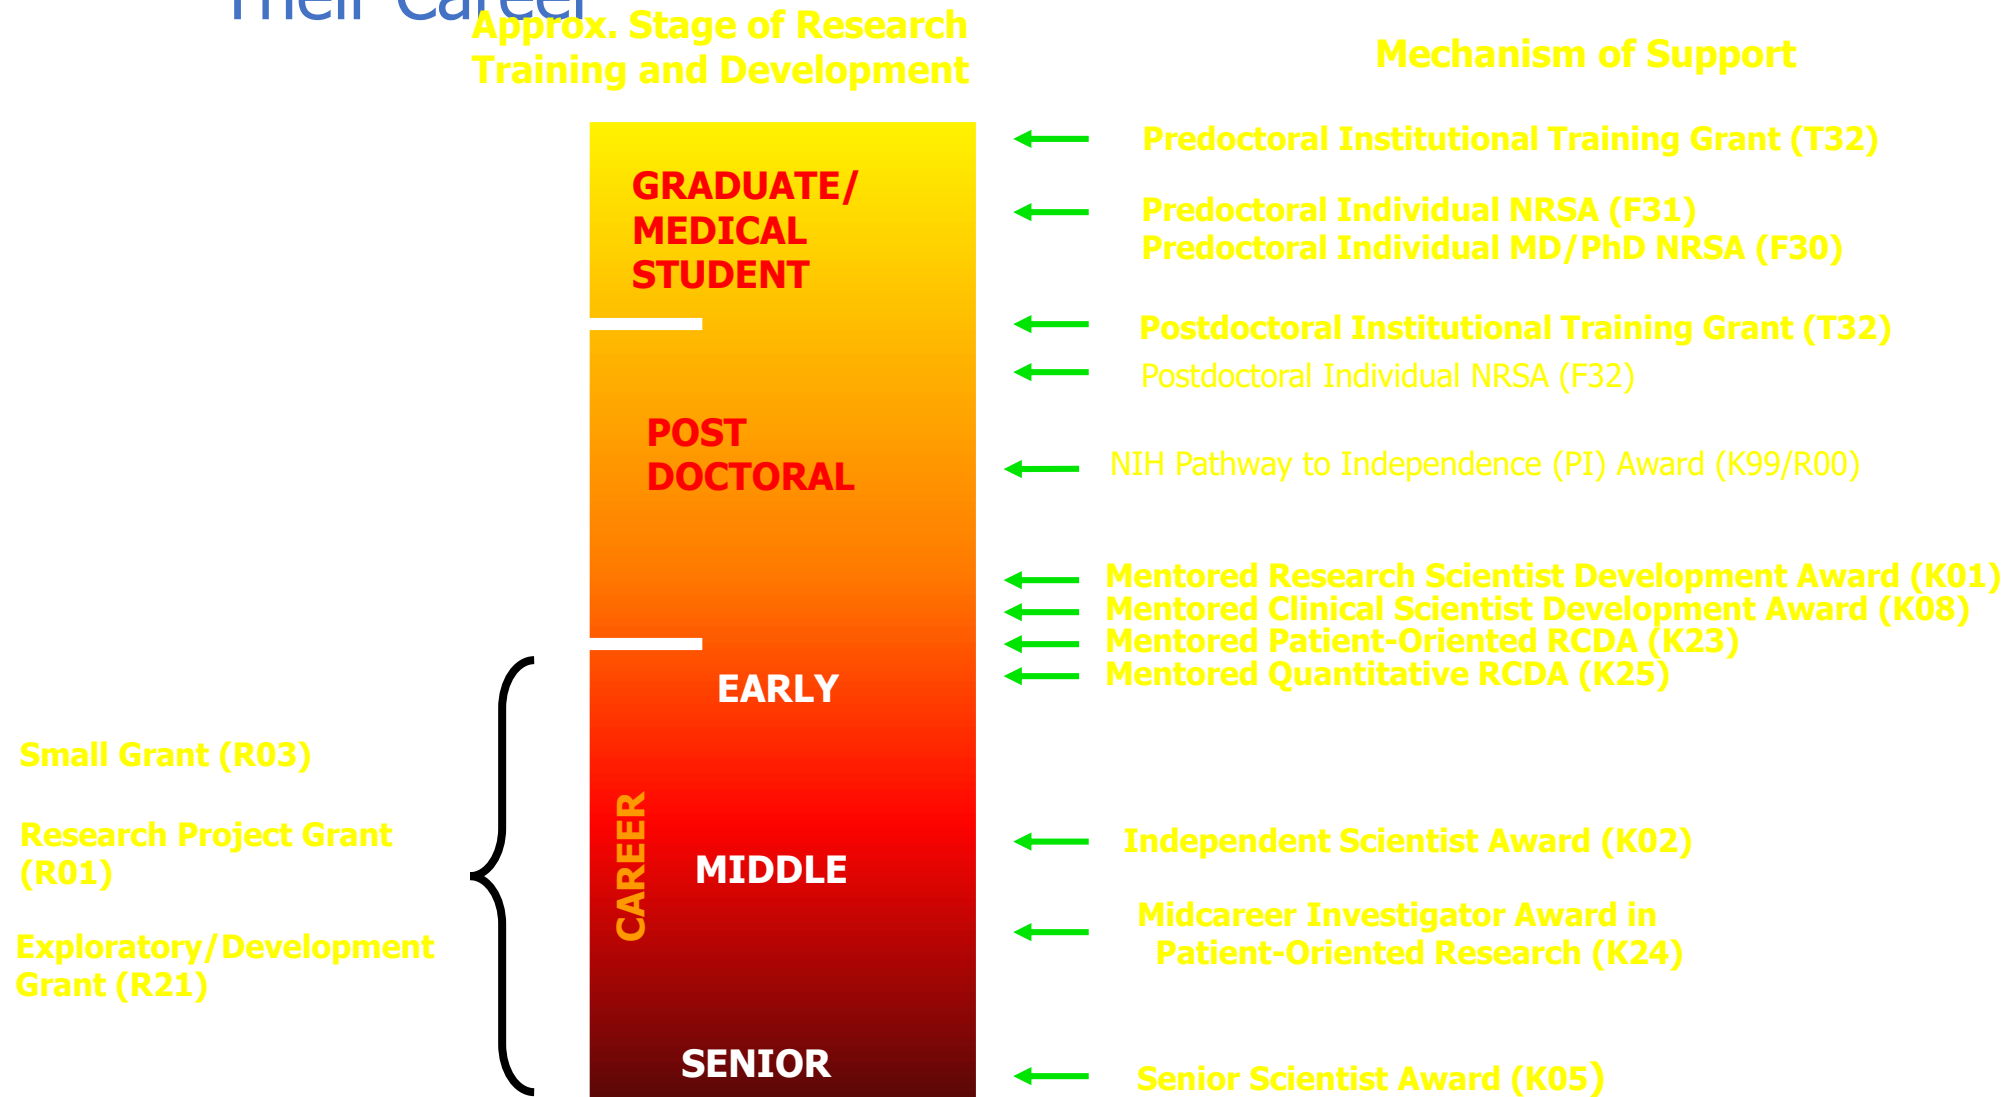 Their Career
Approx. Stage of Research
Training and Development
Mechanism of Support
GRADUATE/
MEDICAL
STUDENT
POST
DOCTORAL
EARLY
CAREER
MIDDLE
SENIOR
Predoctoral Institutional Training Grant (T32)
Predoctoral Individual NRSA (F31)
Predoctoral Individual MD/PhD NRSA (F30)
Postdoctoral Institutional Training Grant (T32)
Postdoctoral Individual NRSA (F32)
NIH Pathway to Independence (PI) Award (K99/R00)
Mentored Research Scientist Development Award (K01)
Mentored Clinical Scientist Development Award (K08)
Mentored Patient-Oriented RCDA (K23)
Mentored Quantitative RCDA (K25)
Independent Scientist Award (K02)
Midcareer Investigator Award in
Patient-Oriented Research (K24)
Senior Scientist Award (K05)
Small Grant (R03)
Research Project Grant
(R01)
Exploratory/Development
Grant (R21)